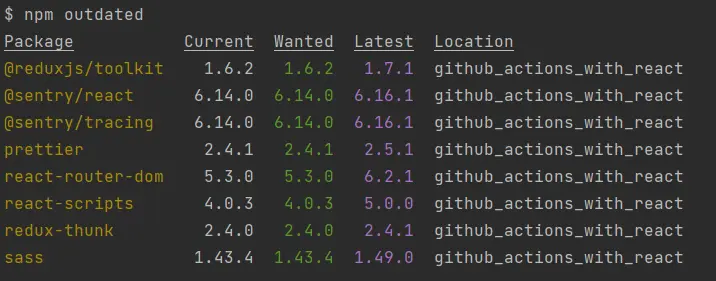 $ npm outdated
Package Current Wanted Latest Location
@reduxjs/toolkit 1.6.2 1.6.2 1.7.1 github_actions_with_react
@sentry/react 6.14.0 6.14.0 6.16.1 github_actions_with_react
@sentry/tracing 6.14.0 6.14.0 6.16.1 github_actions_with_react
prettier 2.4.1 2.4.1 2.5.1 github_actions_with_react
react-router-dom 5.3.0 5.3.0 6.2.1 github_actions_with_react
react-scripts 4.0.3 4.0.3 5.0.0 github_actions_with_react
redux-thunk 2.4.0 2.4.0 2.4.1 github_actions_with_react
sass 1.43.4 1.43.4 1.49.0 github_actions_with_react